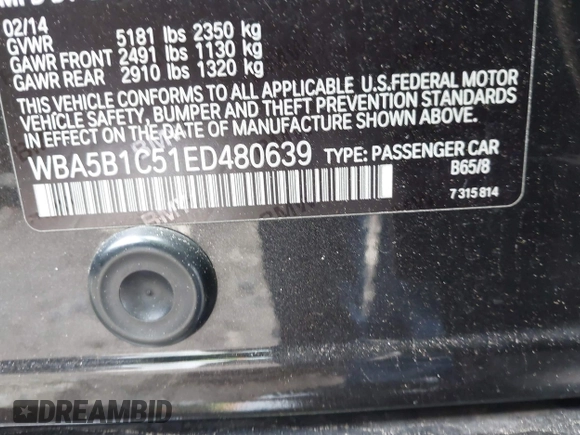 02/14
GVWR 5181 lbs 2350 kg
GAWR FRONT 2491 lbs 1130 kg
GAWR REAR 2910 lbs 1320 kg
THIS VEHICLE CONFORMS TO ALL APPLICABLE U.S.FEDERAL MOTOR
VEHICLE SAFETY, BUMPER AND THEFT PREVENTION STANDARDS
IN EFFECT ON THE DATE OF MANUFACTURE SHOWN ABOVE.
WBA5B1C51ED480639 TYPE: PASSENGER CAR
B65/8
7 315 814
DREAMBID